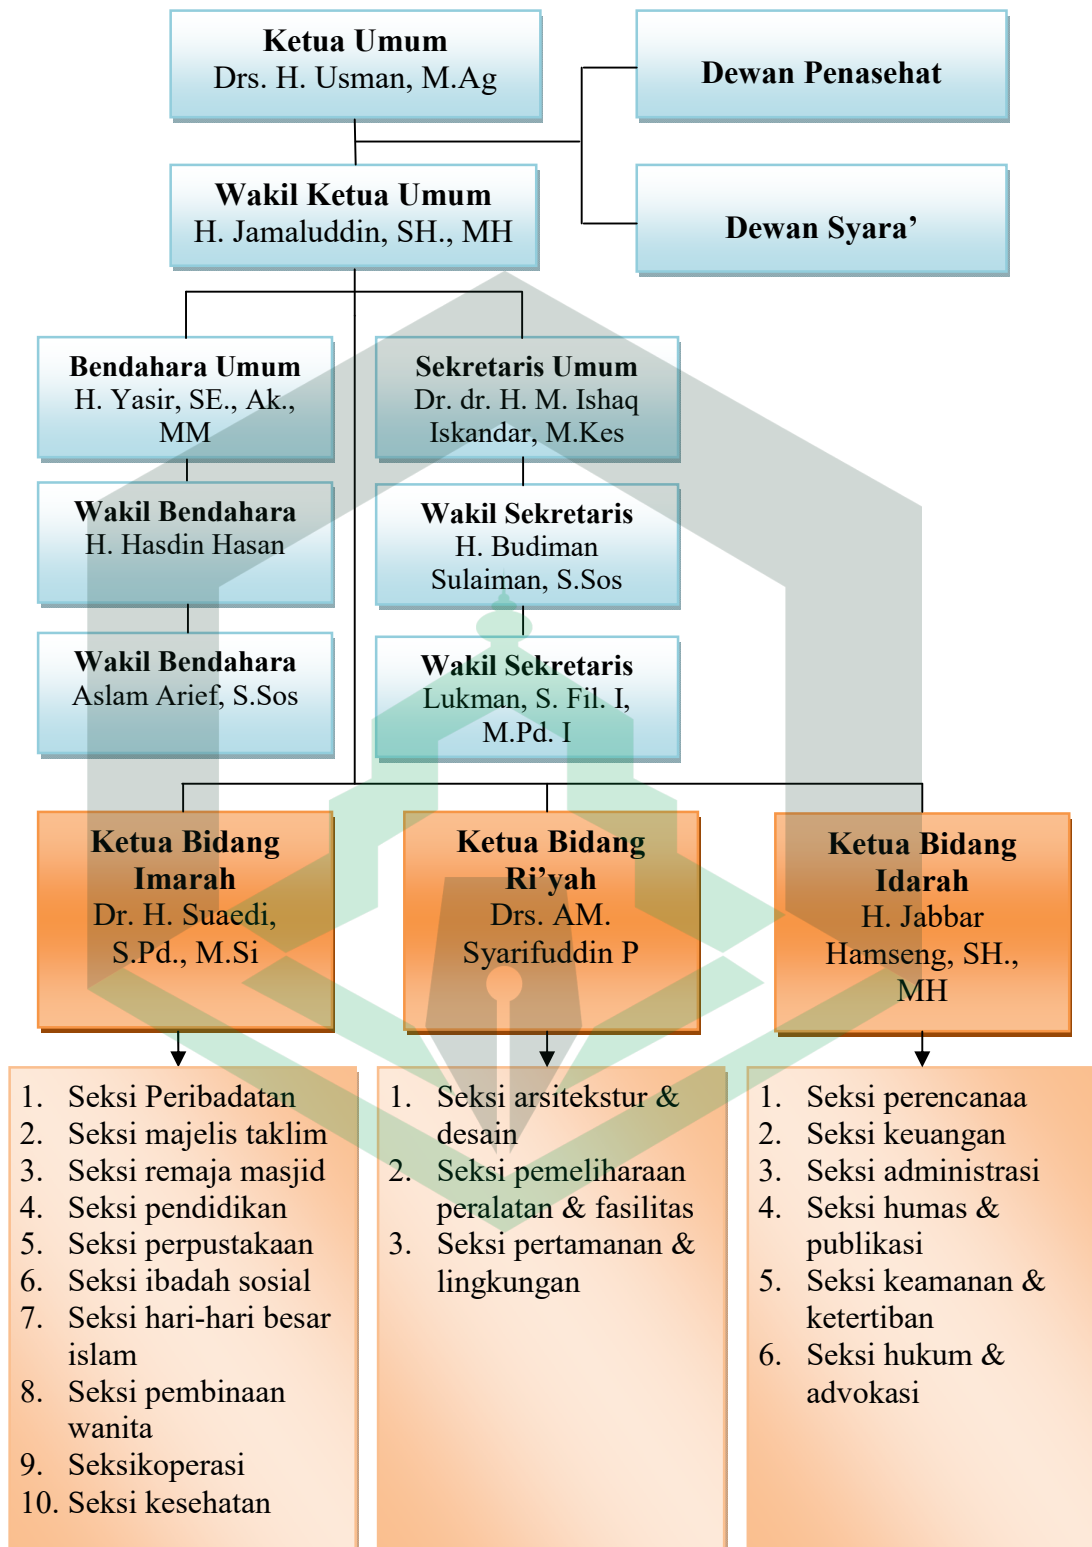 Ketua Umum
Drs. H. Usman, M.Ag
Dewan Penasehat
Wakil Ketua Umum
H. Jamaluddin, SH., MH
Dewan Syara’
Bendahara Umum
H. Yasir, SE., Ak.,
MM
Sekretaris Umum
Dr. dr. H. M. Ishaq
Iskandar, M.Kes
Wakil Bendahara
H. Hasdin Hasan
Wakil Sekretaris
H. Budiman
Sulaiman, S.Sos
Wakil Bendahara
Aslam Arief, S.Sos
Wakil Sekretaris
Lukman, S. Fil. I,
M.Pd. I
Ketua Bidang
Imarah
Dr. H. Suaedi,
S.Pd., M.Si
Ketua Bidang
Ri’yah
Drs. AM.
Syarifuddin P
Ketua Bidang
Idarah
H. Jabbar
Hamseng, SH.,
MH
1. Seksi Peribadatan
2. Seksi majelis taklim
3. Seksi remaja masjid
4. Seksi pendidikan
5. Seksi perpustakaan
6. Seksi ibadah sosial
7. Seksi hari-hari besar
islam
8. Seksi pembinaan
wanita
9. Seksikoperasi
10. Seksi kesehatan
1. Seksi arsitekstur &
desain
2. Seksi pemeliharaan
peralatan & fasilitas
3. Seksi pertamanan &
lingkungan
1. Seksi perencanaa
2. Seksi keuangan
3. Seksi administrasi
4. Seksi humas &
publikasi
5. Seksi keamanan &
ketertiban
6. Seksi hukum &
advokasi